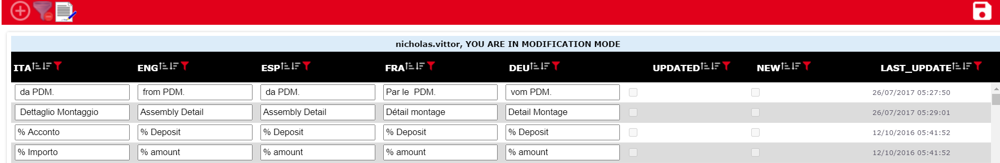 nicholas.vittor, YOU ARE IN MODIFICATION MODE
ITA ENG ESP FRA DEU UPDATED NEW LAST_UPDATE
da PDM. from PDM. da PDM. Par le  PDM. vom PDM. 26/07/2017 05:27:50
Dettaglio Montaggio Assembly Detail Assembly Detail Détail montage Detail Montage 26/07/2017 05:29:01
% Acconto % Deposit % Deposit % Deposit % Deposit 12/10/2016 05:41:52
% Importo % amount % amount % amount % amount 12/10/2016 05:41:52